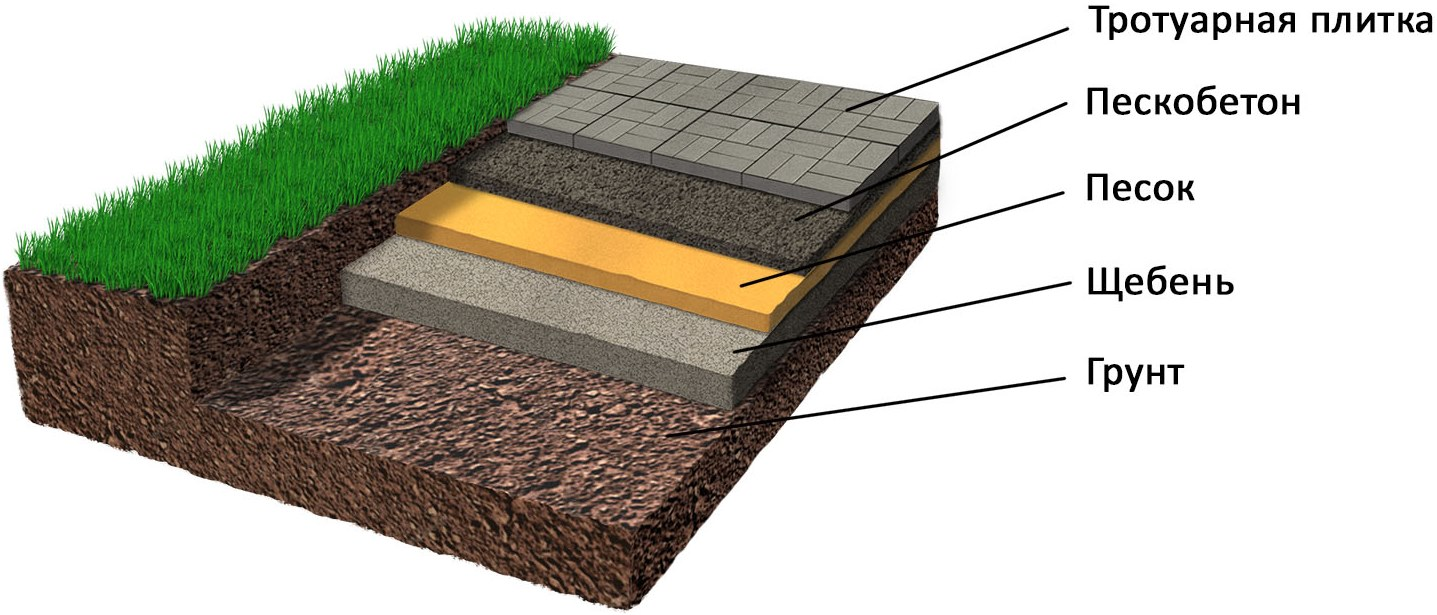 Тротуарная плитка
Пескобетон
Песок
Щебень
Грунт